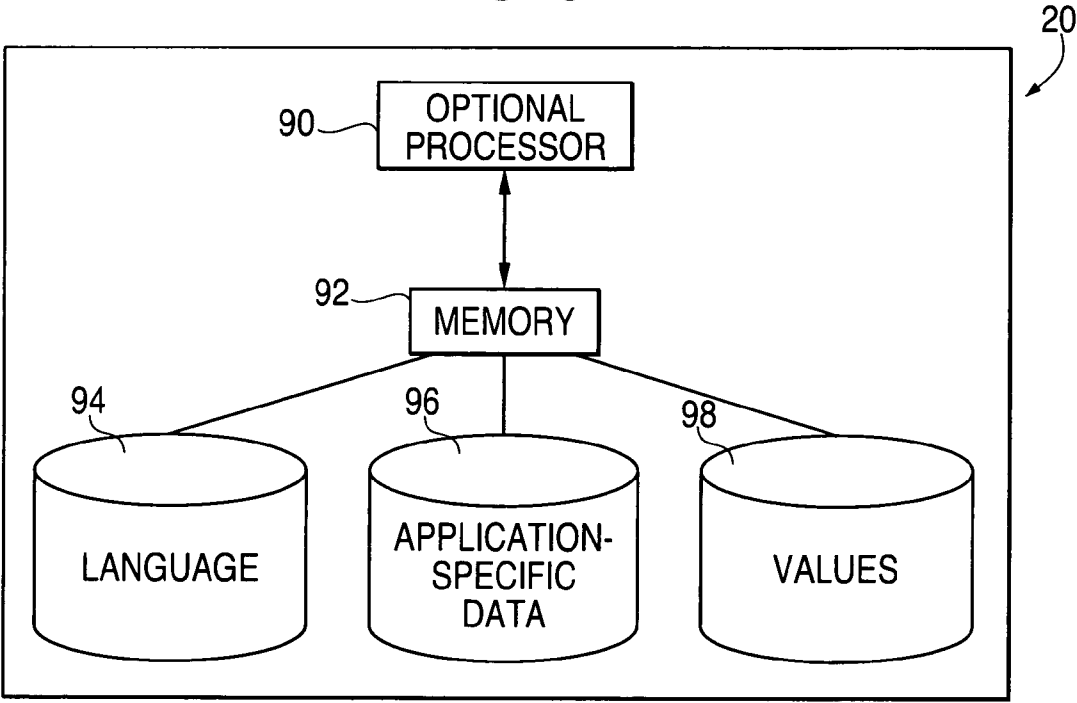 20
90
OPTIONAL
PROCESSOR
92
MEMORY
94
96
98
LANGUAGE
APPLICATION-
SPECIFIC
DATA
VALUES